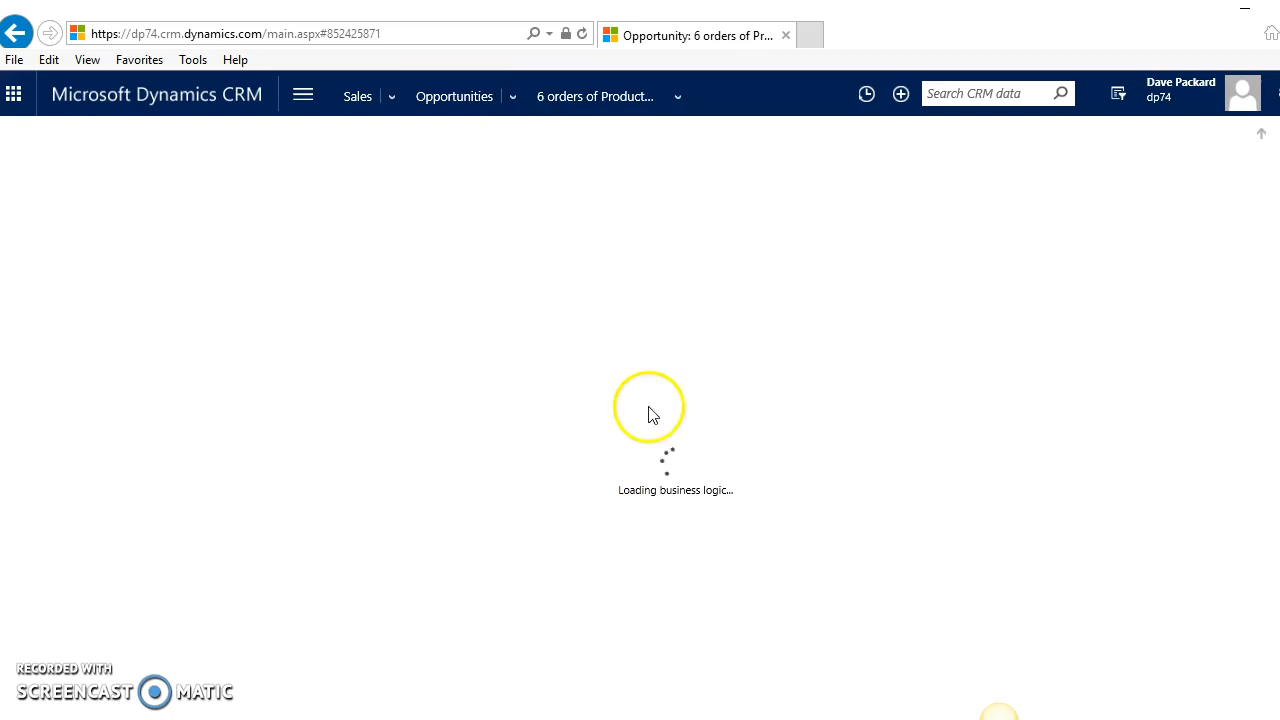 https://dp74.crm.dynamics.com/main.aspx#852425871
Opportunity: 6 orders of Pr...
File Edit View Favorites Tools Help
Microsoft Dynamics CRM Sales Opportunities 6 orders of Product... Search CRM data Dave Packard
dp74
Loading business logic...
RECORDED WITH
SCREENCAST MATIC